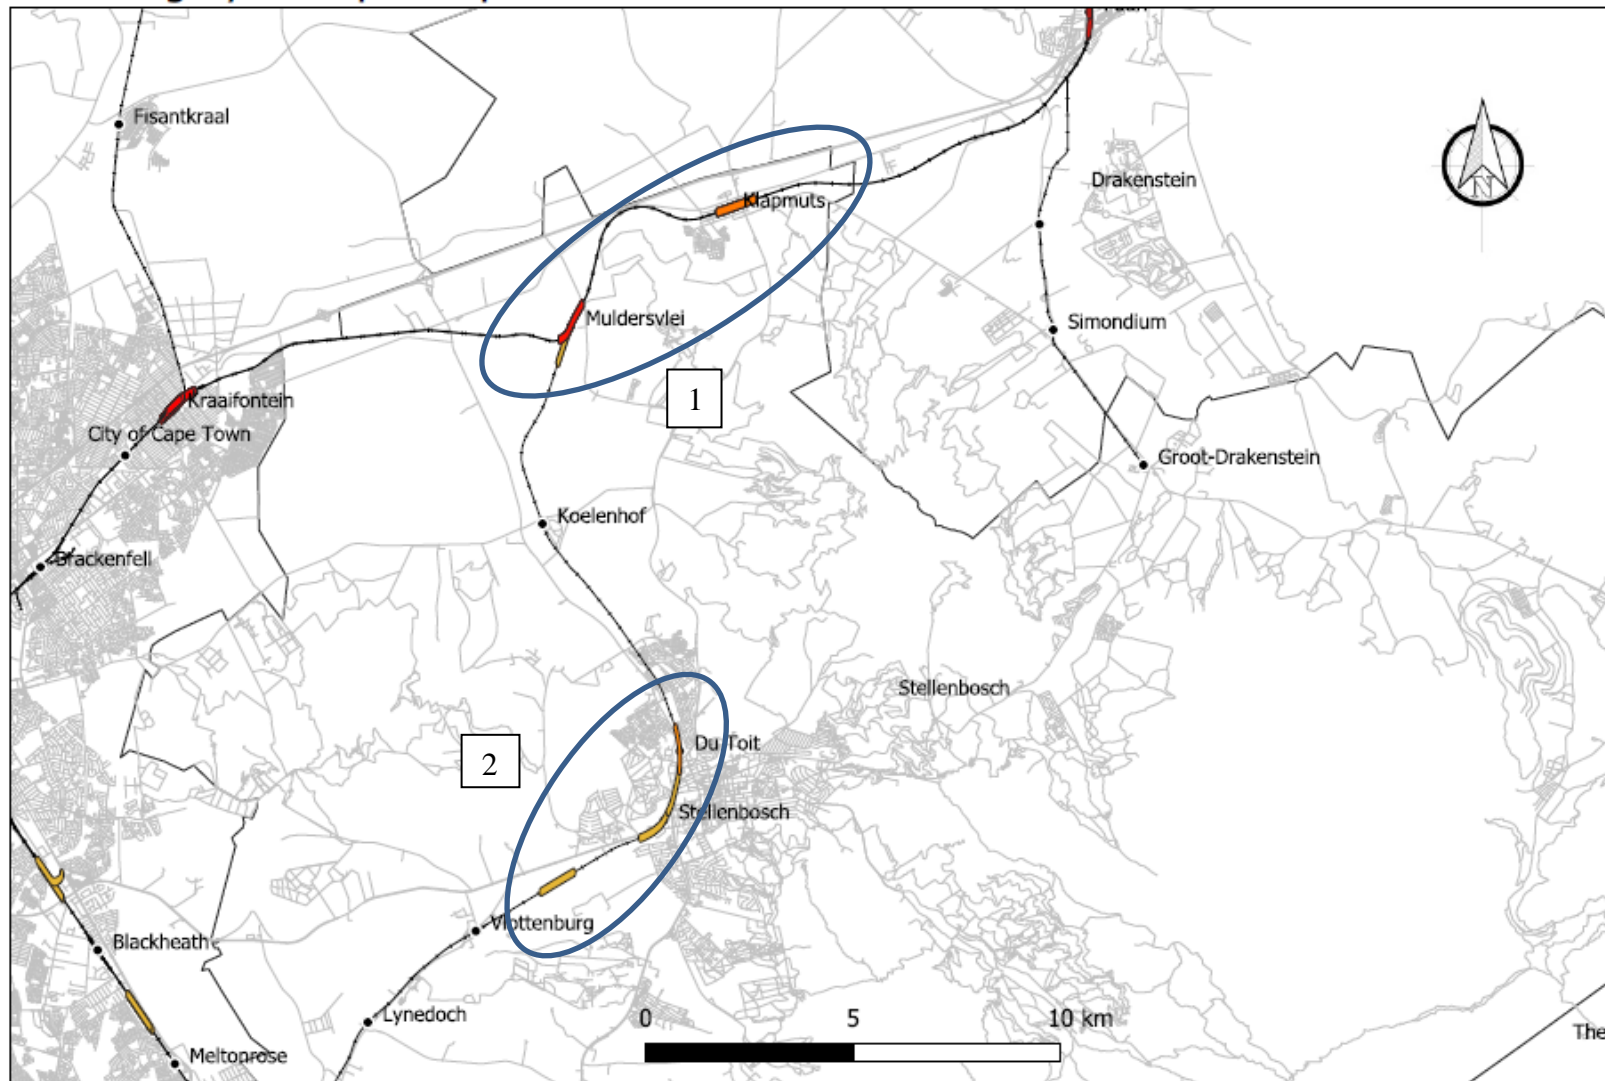 Fisantkraal
Drakenstein
Klapmuts
N
Muldersvlei
Simondium
1
Kraaifontein
City of Cape Town
Groot-Drakenstein
Koelenhof
Brackenfell
Stellenbosch
Du Toit
2
Stellenbosch
Vlottenburg
Blackheath
Lynedoch
0 5 10 km
The
Meltonrose